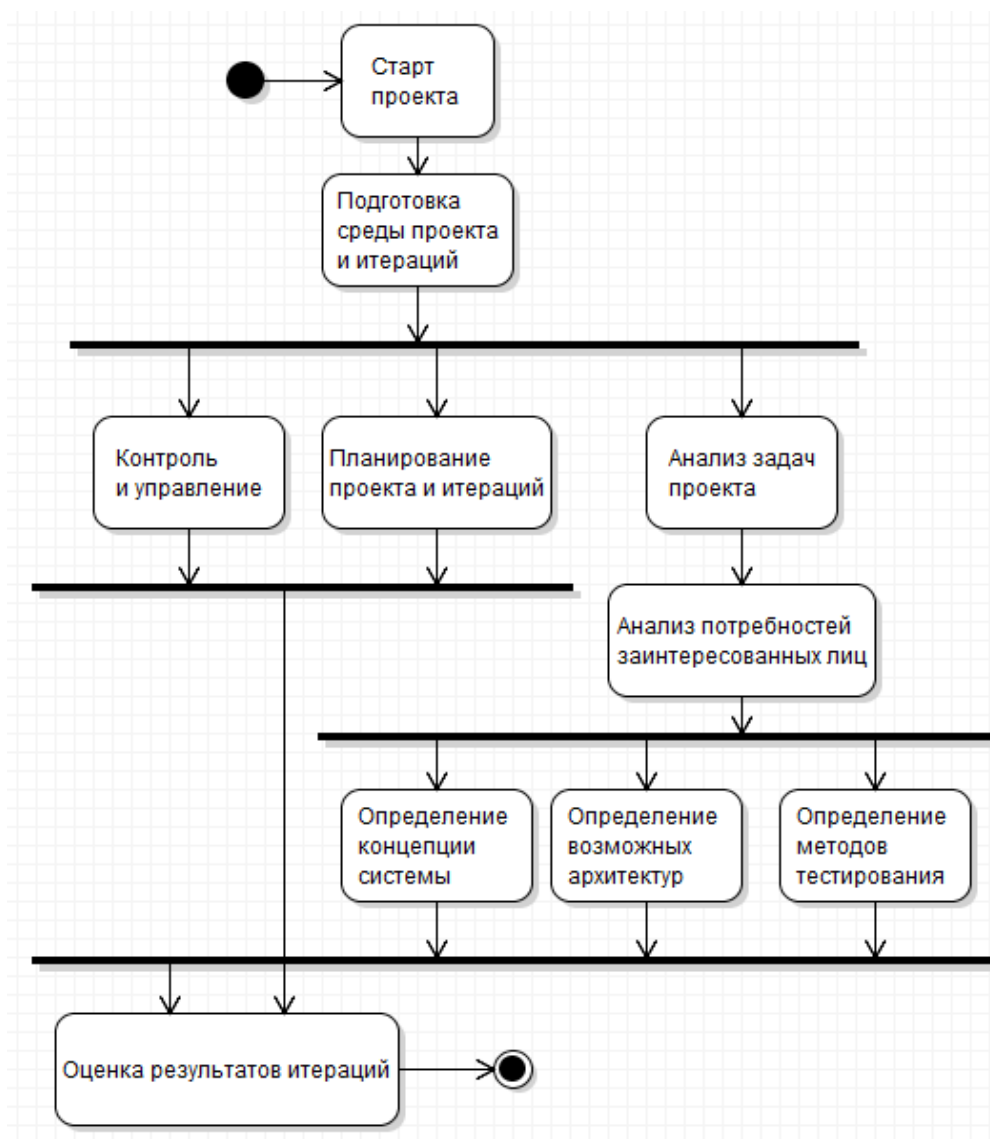 Старт
проекта
Подготовка
среды проекта
и итераций
Контроль
и управление
Планирование
проекта и итераций
Анализ задач
проекта
Анализ потребностей
заинтересованных лиц
Определение
концепции
системы
Определение
возможных
архитектур
Определение
методов
тестирования
Оценка результатов итераций